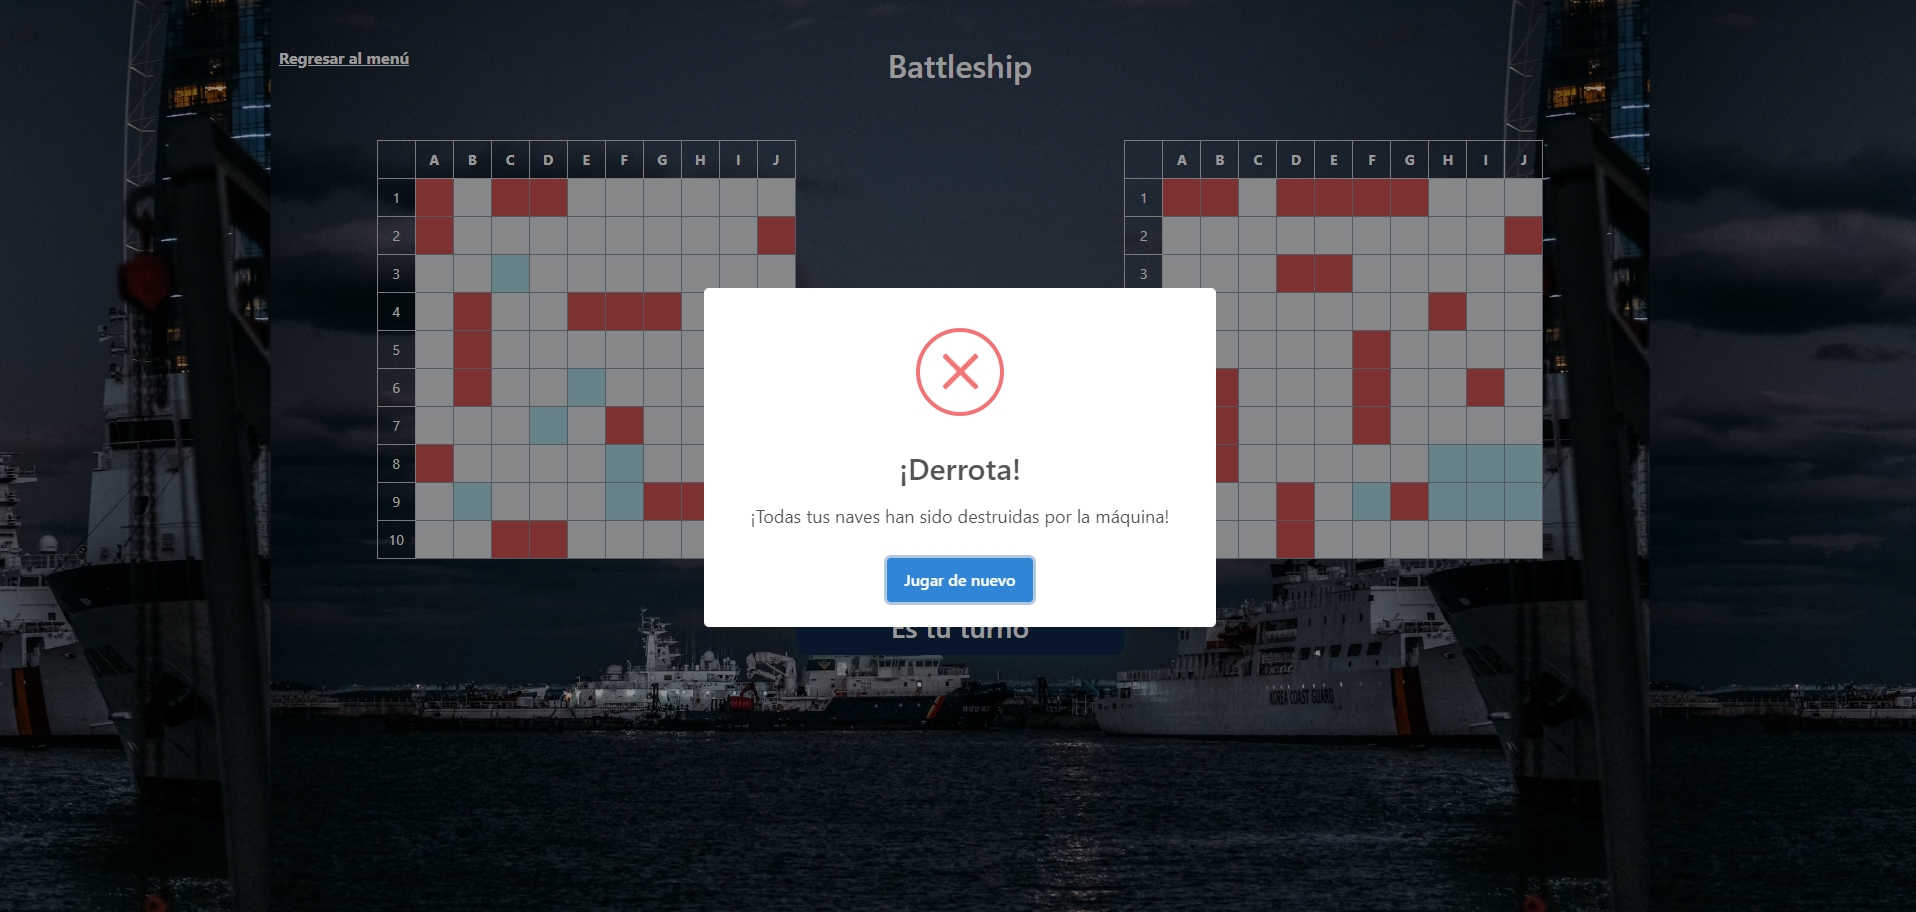 Regresar al menú
Battleship
A B C D E F G H I J
1
2
3
4
5
6
7
8
9
10
A B C D E F G H I J
1
2
3
¡Derrota!
¡Todas tus naves han sido destruidas por la máquina!
Jugar de nuevo
Es tu turno
KOREA COAST GUARD